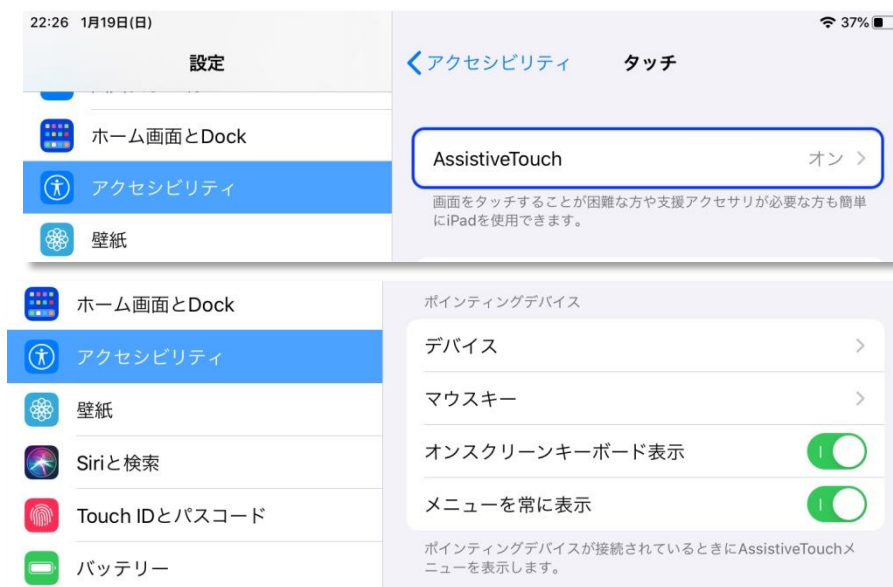 22:26 1月19日(日)
37%
設定
アクセシビリティ
タッチ
ホーム画面とDock
アクセシビリティ
壁紙
AssistiveTouch
オン
画面をタッチすることが困難な方や支援アクセサリが必要な方も簡単
にiPadを使用できます。
ホーム画面とDock
アクセシビリティ
壁紙
Siriと検索
Touch IDとパスコード
バッテリー
ポインティングデバイス
デバイス
マウスキー
オンスクリーンキーボード表示
メニューを常に表示
ポインティングデバイスが接続されているときにAssistiveTouchメ
ニューを表示します。